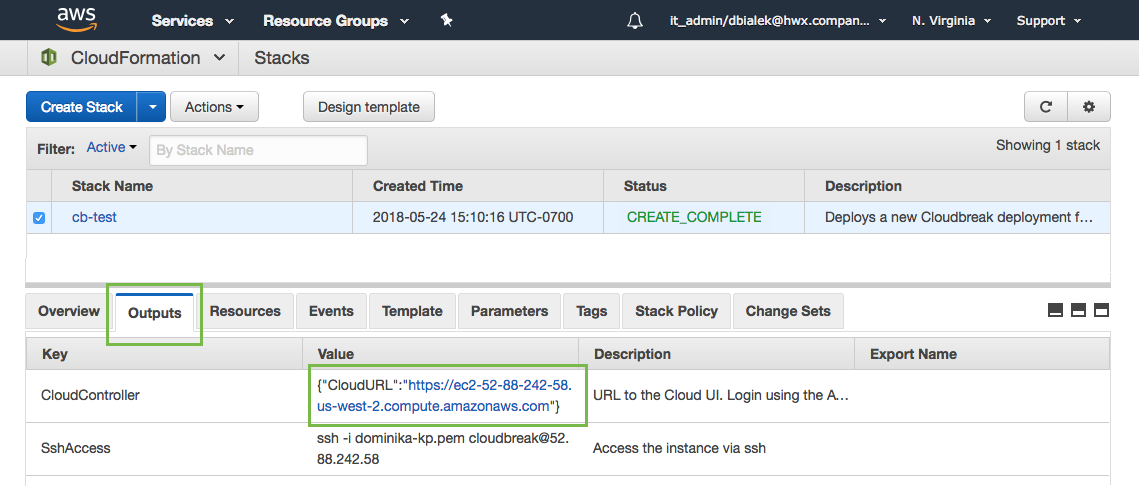 aws Services Resource Groups it_admin/dbialek@hwx.compan... N. Virginia Support
CloudFormation Stacks
Create Stack Actions Design template
Filter: Active By Stack Name Showing 1 stack
Stack Name Created Time Status Description
cb-test 2018-05-24 15:10:16 UTC-0700 CREATE_COMPLETE Deploys a new Cloudbreak deployment f...
Overview Outputs Resources Events Template Parameters Tags Stack Policy Change Sets
Key Value Description Export Name
CloudController {"CloudURL":"https://ec2-52-88-242-58.
us-west-2.compute.amazonaws.com"} URL to the Cloud UI. Login using the A...
SshAccess ssh -i dominika-kp.pem cloudbreak@52.
88.242.58 Access the instance via ssh